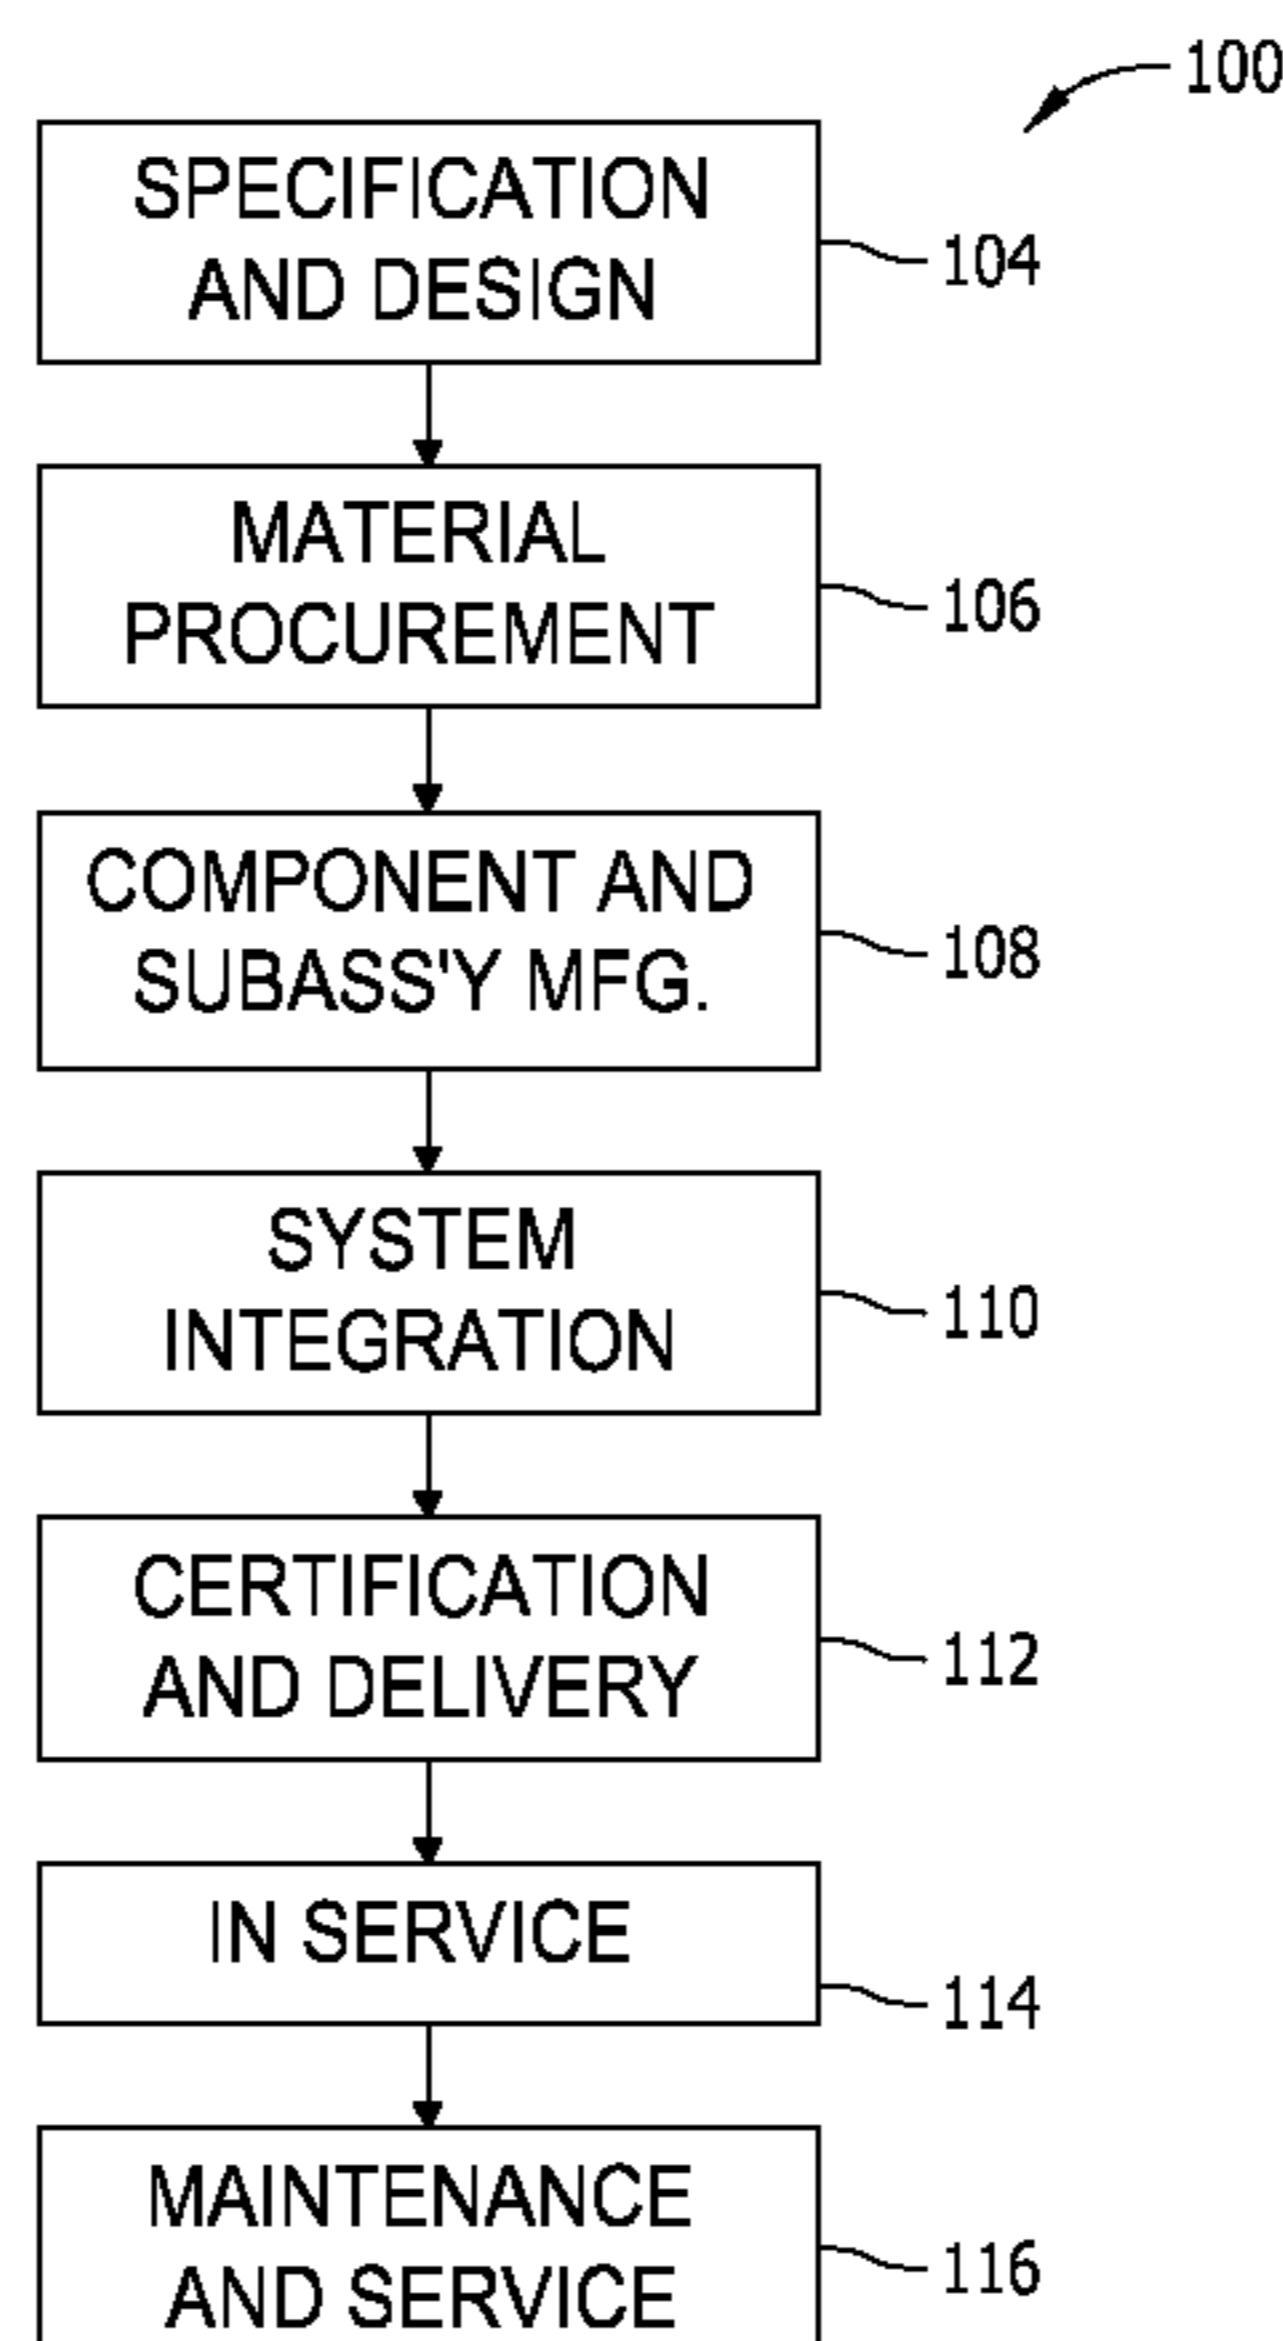 100
SPECIFICATION
AND DESIGN
104
MATERIAL
PROCUREMENT
106
COMPONENT AND
SUBASS'Y MFG.
108
SYSTEM
INTEGRATION
110
CERTIFICATION
AND DELIVERY
112
IN SERVICE
114
MAINTENANCE
AND SERVICE
116